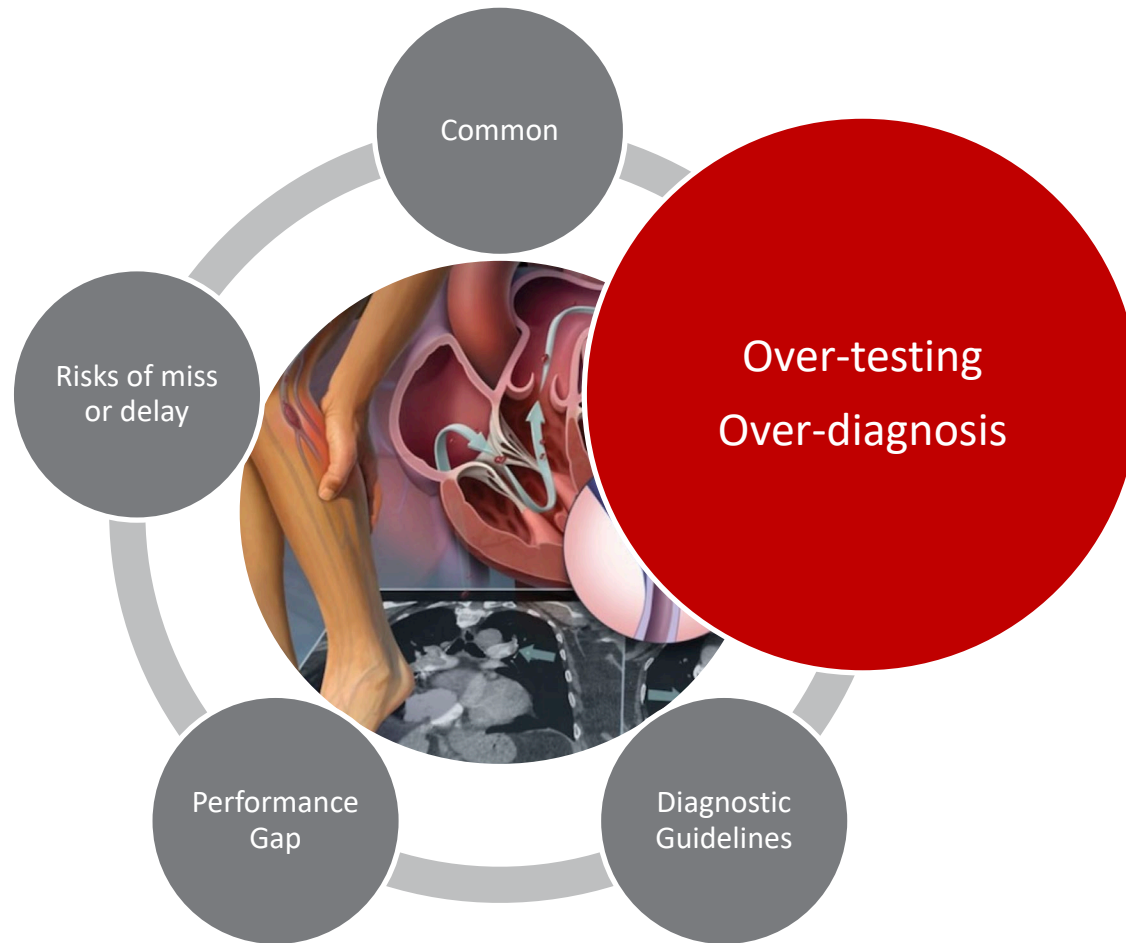 Common
Over-testing
Over-diagnosis
Risks of miss
or delay
Performance
Gap
Diagnostic
Guidelines